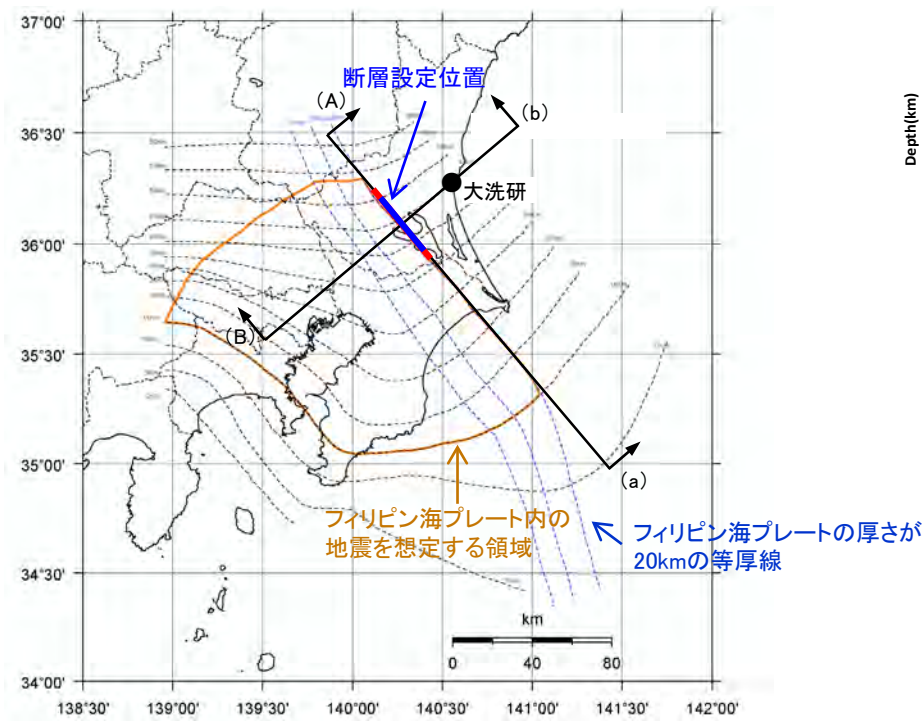 37°00'
36°30'
36°00'
35°30'
35°00'
34°30'
34°00'
138°30'
139°00'
139°30'
140°00'
140°30'
141°00'
141°30'
142°00'
断層設定位置
(A)
(b)
大洗研
(B)
(a)
フィリピン海プレート内の
地震を想定する領域
フィリピン海プレートの厚さが
20kmの等厚線
km
0
40
80
Depth(km)